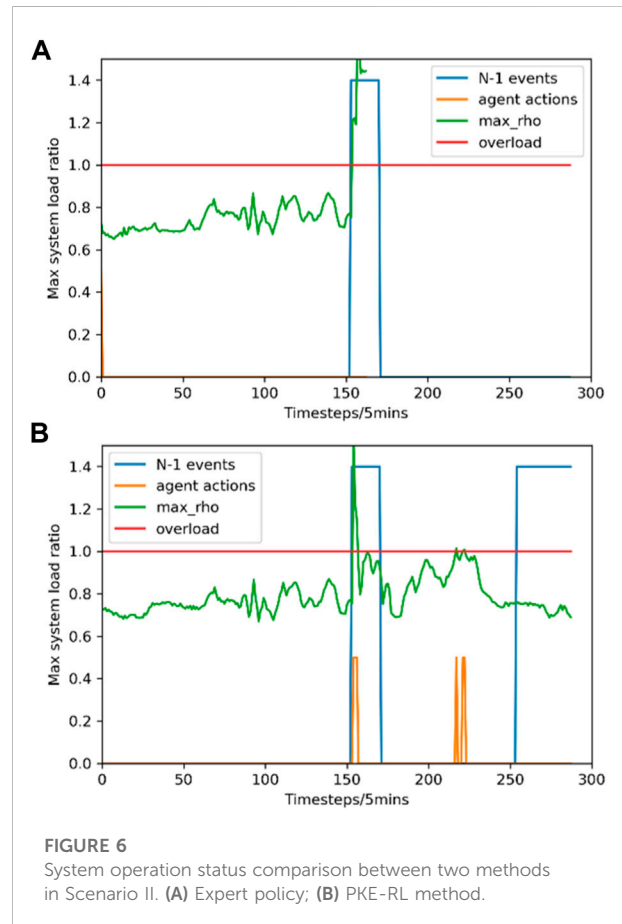 A
N-1 events
agent actions
max_rho
overload
Max system load ratio
1.4
1.2
1.0
0.8
0.6
0.4
0.2
0.0
0 50 100 150 200 250 300
Timesteps/5mins
B
N-1 events
agent actions
max_rho
overload
Max system load ratio
1.4
1.2
1.0
0.8
0.6
0.4
0.2
0.0
0 50 100 150 200 250 300
Timesteps/5mins
FIGURE 6
System operation status comparison between two methods
in Scenario II. (A) Expert policy; (B) PKE-RL method.